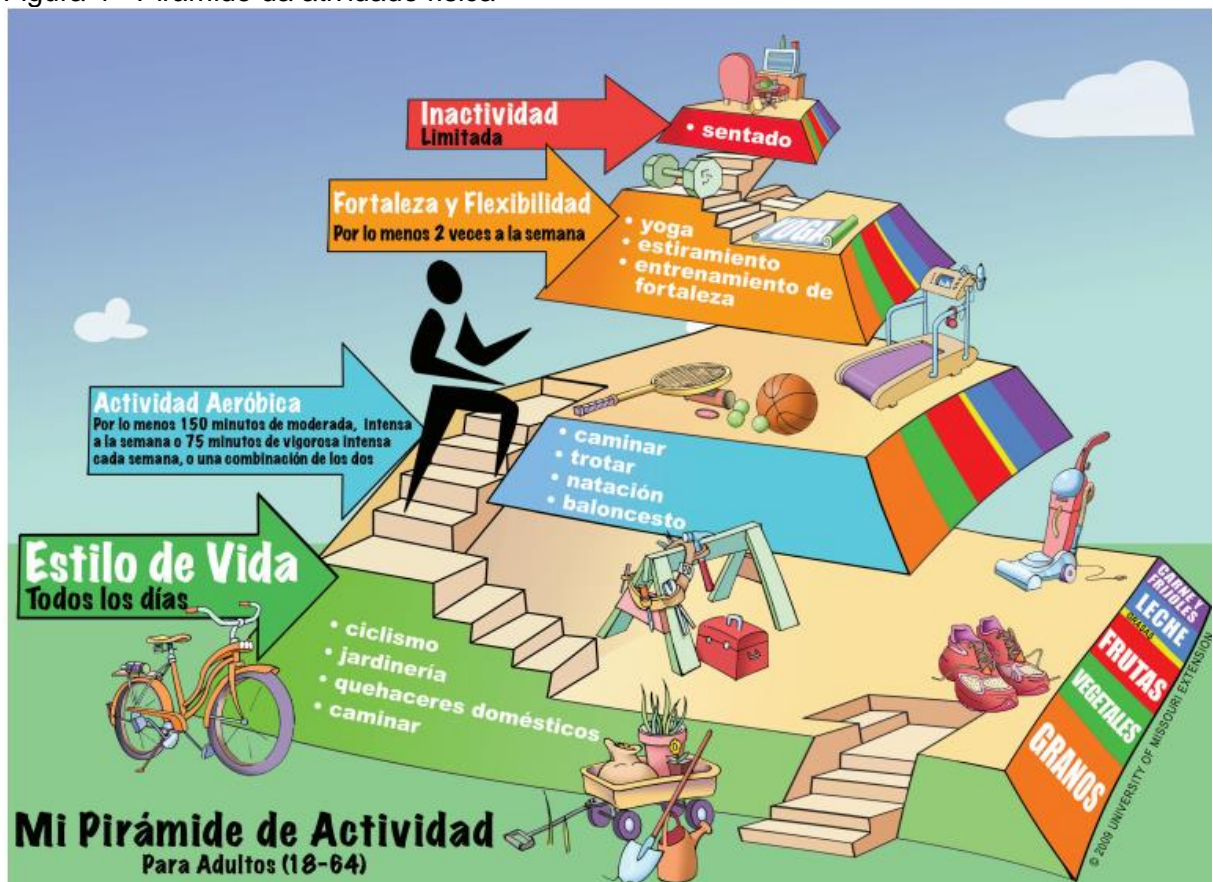 Inactividad
Limitada
• sentado
Fortaleza y Flexibilidad
Por lo menos 2 veces a la semana
5
YOGA
• yoga
• estiramiento
• entrenamiento de
fortaleza
Actividad Aeróbica
Por lo menos 150 minutos de moderada, intensa
a la semana o 75 minutos de vigorosa intensa
cada semana, o una combinación de los dos
• caminar
• trotar
• natación
• baloncesto
Estilo de Vida
Todos los días
• ciclismo
• jardinería
• quehaceres domésticos
• caminar
CARNE Y
FRIJOLES
LECHE
GRASAS
FRUTAS
VEGETALES
GRANOS
© 2009 UNIVERSITY OF MISSOURI EXTENSION
Mi Pirámide de Actividad
Para Adultos (18-64)